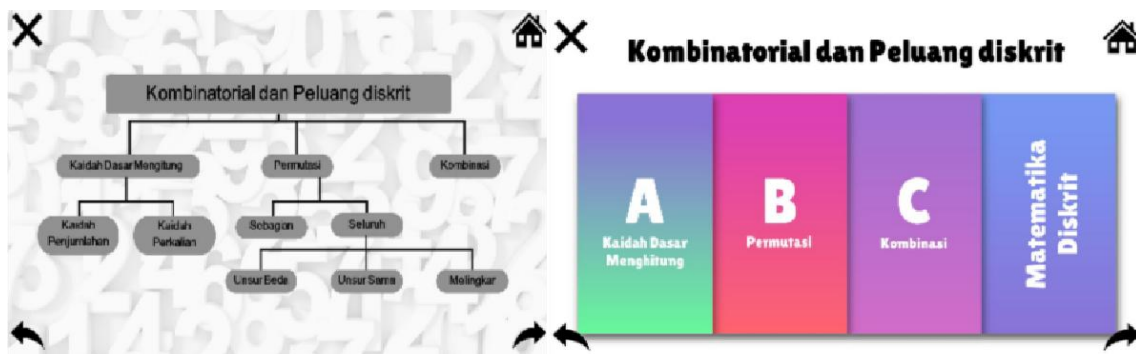 Kombinatorial dan Peluang diskrit
Kaidah Dasar Mengitung
Permutasi
Kombinasi
Kaidah
Penjumlahan
Kaidah
Perkalian
Sebagian
Seluruh
Unsur Beda
Unsur Sama
Melingkar
Kombinatorial dan Peluang diskrit
A
Kaidah Dasar
Menghitung
B
Permutasi
C
Kombinasi
Matematika
Diskrit